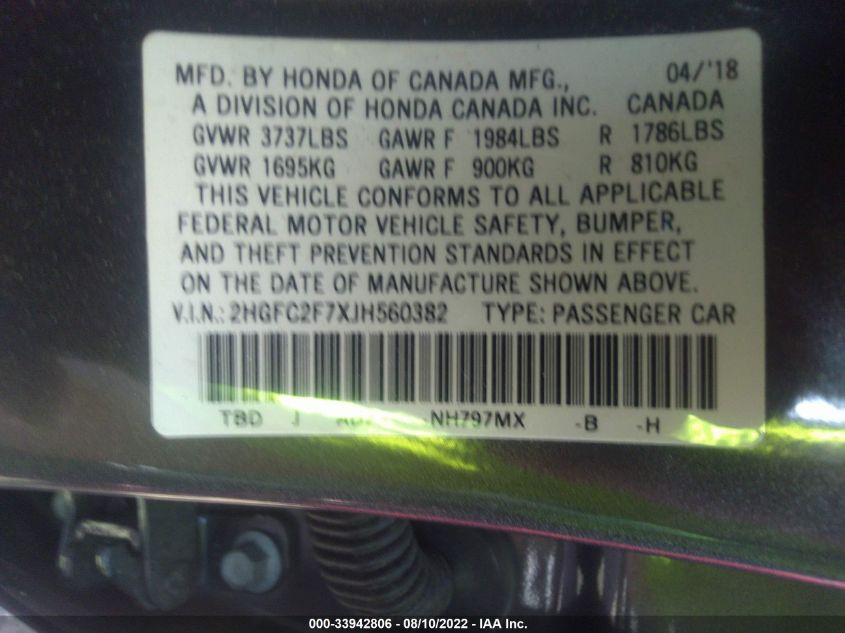 MFD. BY HONDA OF CANADA MFG., 04/'18
A DIVISION OF HONDA CANADA INC. CANADA
GVWR 3737LBS GAWR F 1984LBS R 1786LBS
GVWR 1695KG GAWR F 900KG R 810KG
THIS VEHICLE CONFORMS TO ALL APPLICABLE
FEDERAL MOTOR VEHICLE SAFETY, BUMPER,
AND THEFT PREVENTION STANDARDS IN EFFECT
ON THE DATE OF MANUFACTURE SHOWN ABOVE.
V.I.N.: 2HGFC2F7XJH560382 TYPE: PASSENGER CAR
TBD J -NH797MX -B -H
000-33942806 - 08/10/2022 - IAA Inc.